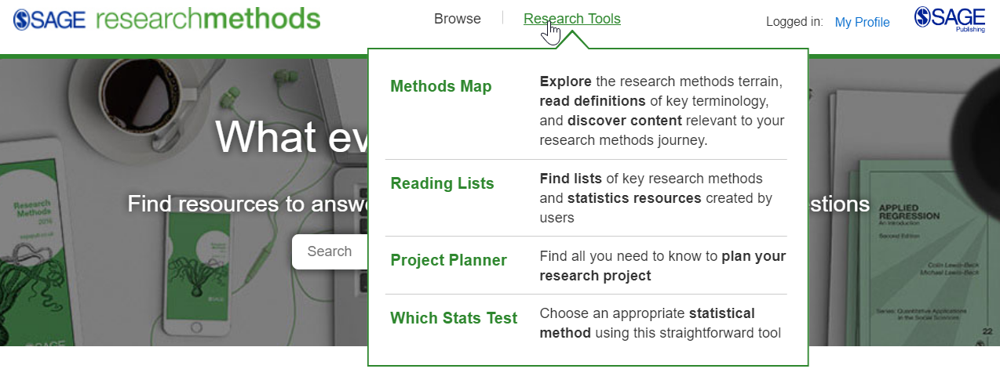 SAGE researchmethods
Browse
Research Tools
Logged in: My Profile
SAGE
Publishing
Methods Map
Explore the research methods terrain,
read definitions of key terminology,
and discover content relevant to your
research methods journey.
Reading Lists
Find lists of key research methods
and statistics resources created by
users
Project Planner
Find all you need to know to plan your
research project
Which Stats Test
Choose an appropriate statistical
method using this straightforward tool
What ev
Find resources to answ
stions
Search
Research
Methods
2016
Research
Methods
APPLIED
REGRESSION
An Introduction
Second Edition
Colin Lewis-Beck
Michael Lewis-Beck
Series: Quantitative Applications
in the Social Sciences
22